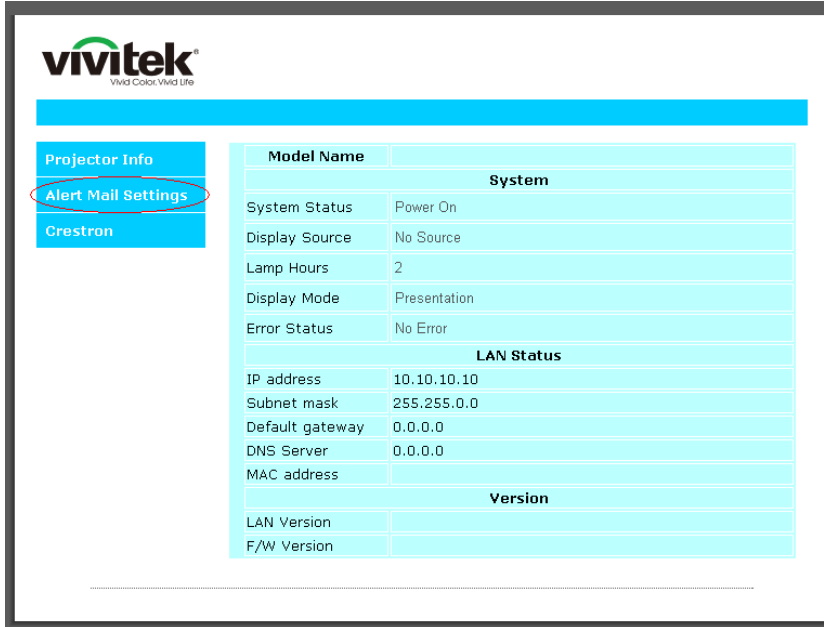 vivitek®
Vivid Color, Vivid Life
Projector Info
Alert Mail Settings
Crestron
Model Name
System
System Status Power On
Display Source No Source
Lamp Hours 2
Display Mode Presentation
Error Status No Error
LAN Status
IP address 10.10.10.10
Subnet mask 255.255.0.0
Default gateway 0.0.0.0
DNS Server 0.0.0.0
MAC address
Version
LAN Version
F/W Version